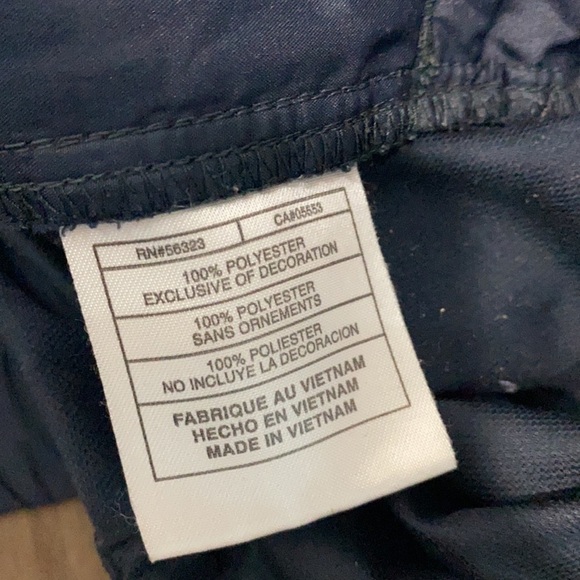 RN#56323 CA#05553
100% POLYESTER
EXCLUSIVE OF DECORATION
100% POLYESTER
SANS ORNEMENTS
100% POLIESTER
NO INCLUYE LA DECORACION
FABRIQUE AU VIETNAM
HECHO EN VIETNAM
MADE IN VIETNAM